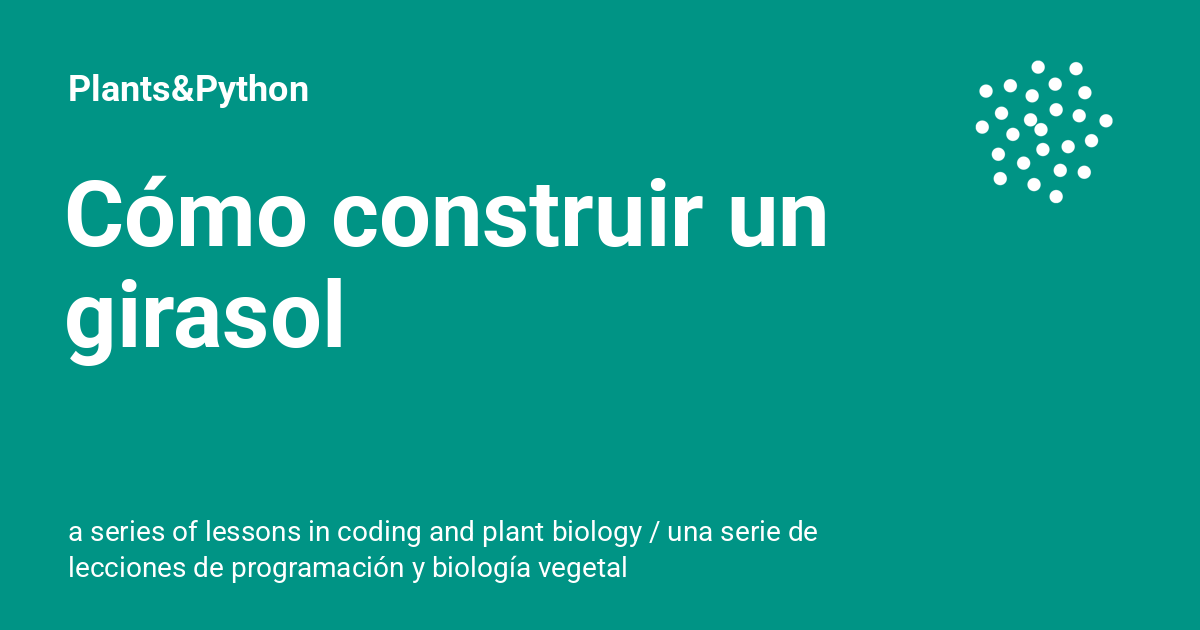 Plants&Python
Cómo construir un
girasol
a series of lessons in coding and plant biology / una serie de
lecciones de programación y biología vegetal